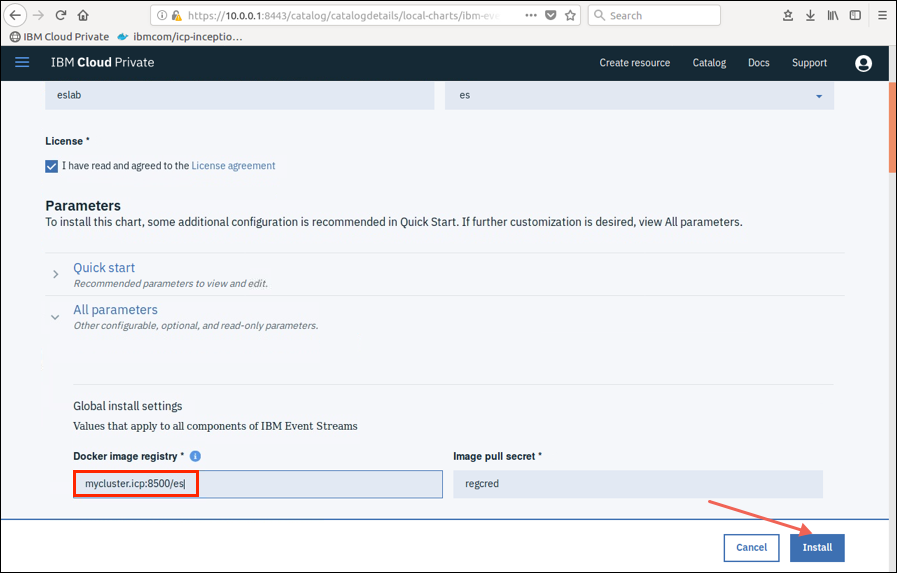 https://10.0.0.1:8443/catalog/catalogdetails/local-charts/ibm-eve
Search
IBM Cloud Private
ibmcom/icp-inceptio...
IBM Cloud Private
Create resource
Catalog
Docs
Support
eslab
es
License *
I have read and agreed to the License agreement
Parameters
To install this chart, some additional configuration is recommended in Quick Start. If further customization is desired, view All parameters.
Quick start
Recommended parameters to view and edit.
All parameters
Other configurable, optional, and read-only parameters.
Global install settings
Values that apply to all components of IBM Event Streams
Docker image registry *
Image pull secret *
mycluster.icp:8500/es
regcred
Cancel
Install